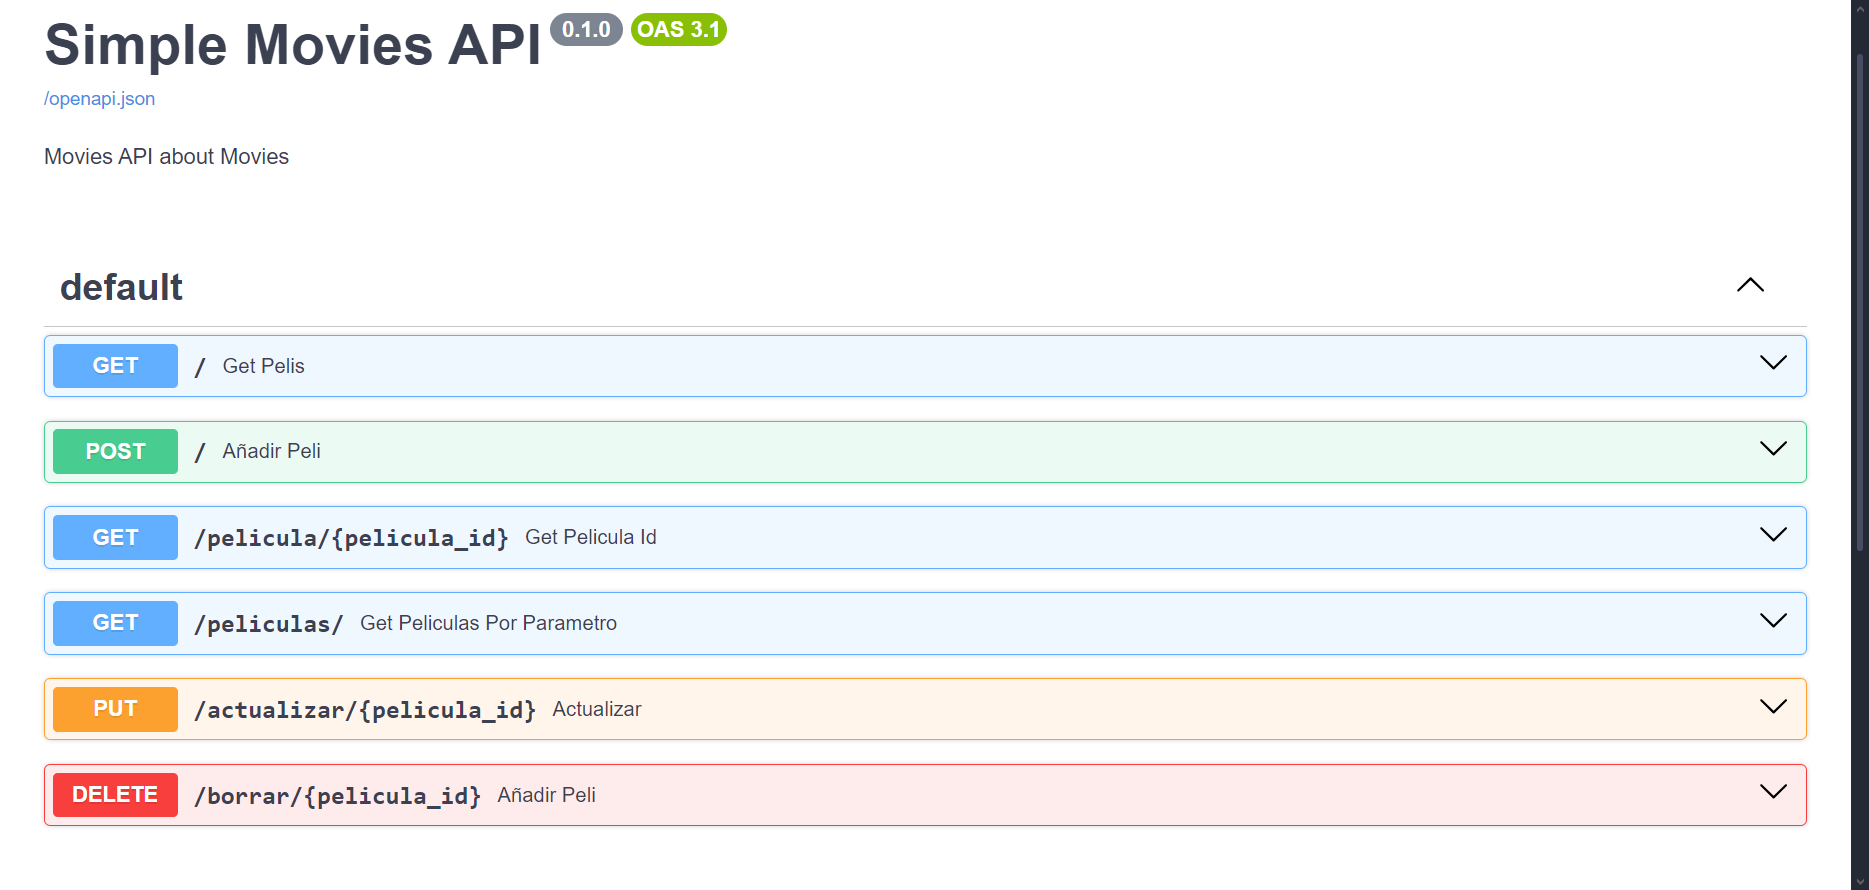 Simple Movies API 0.1.0 OAS 3.1
/openapi.json
Movies API about Movies
default
GET / Get Pelis
POST / Añadir Peli
GET /pelicula/{pelicula_id} Get Pelicula Id
GET /peliculas/ Get Peliculas Por Parametro
PUT /actualizar/{pelicula_id} Actualizar
DELETE /borrar/{pelicula_id} Añadir Peli